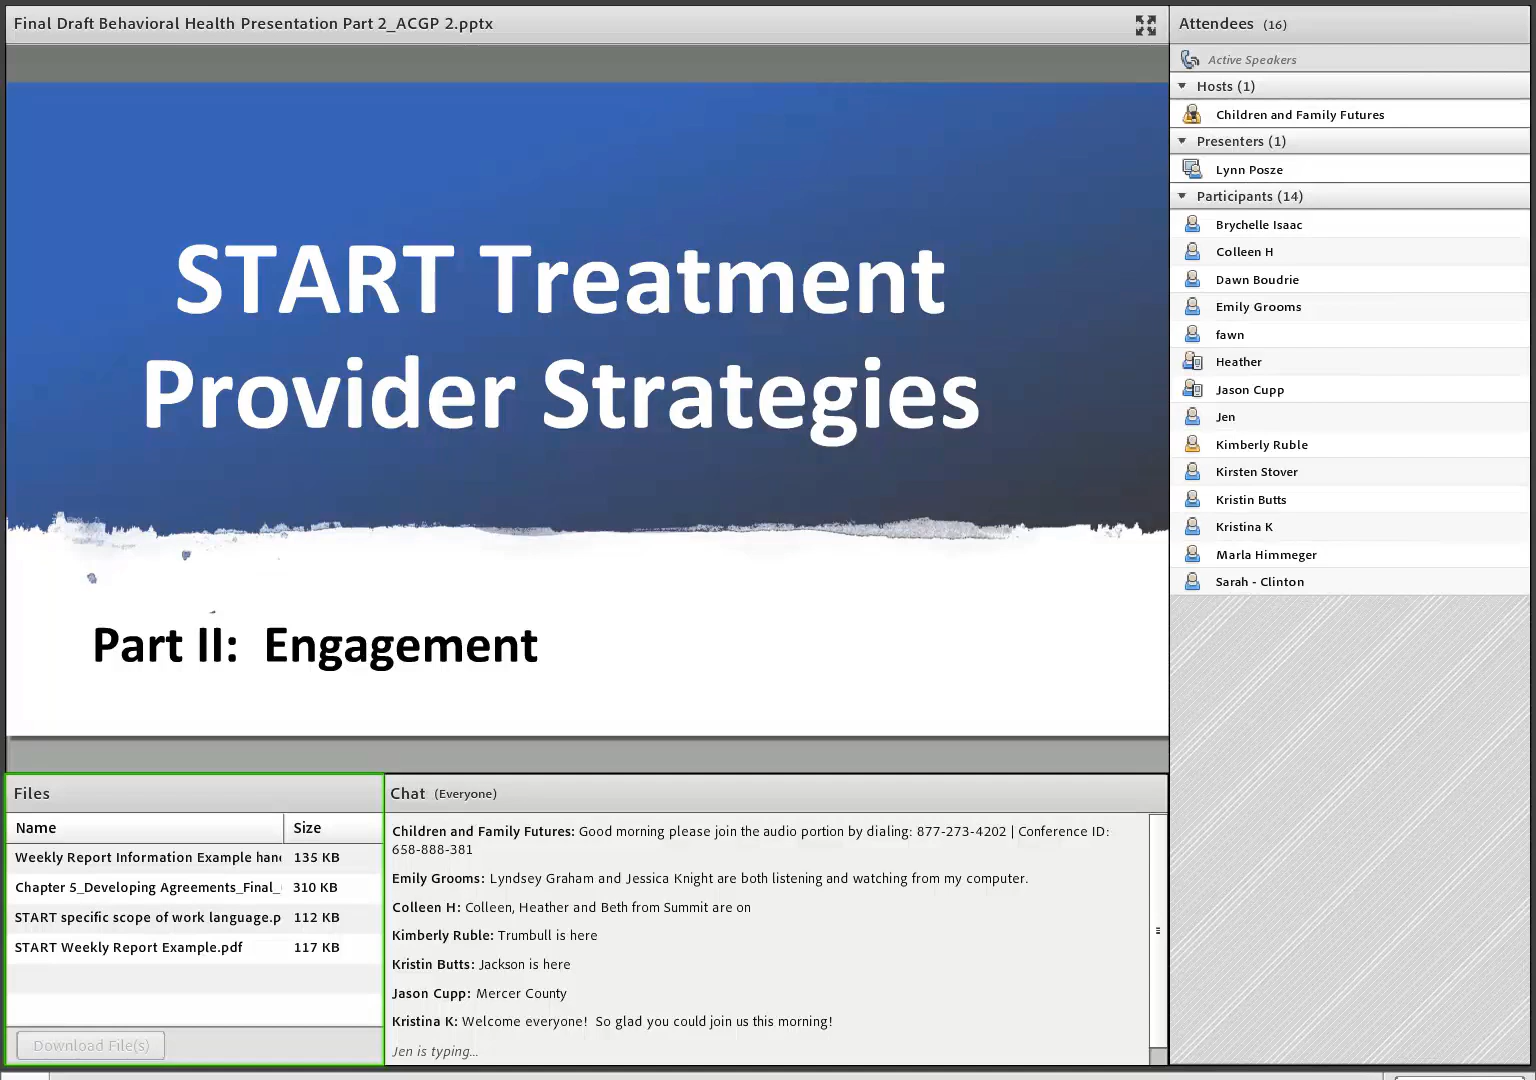 Final Draft Behavioral Health Presentation Part 2_ACGP 2.pptx
START Treatment
Provider Strategies
Part II: Engagement
Files
Name Size
Weekly Report Information Example han 135 KB
Chapter 5_Developing Agreements_Final_ 310 KB
START specific scope of work language.p 112 KB
START Weekly Report Example.pdf 117 KB
Download File(s)
Chat (Everyone)
Children and Family Futures: Good morning please join the audio portion by dialing: 877-273-4202 | Conference ID:
658-888-381
Emily Grooms: Lyndsey Graham and Jessica Knight are both listening and watching from my computer.
Colleen H: Colleen, Heather and Beth from Summit are on
Kimberly Ruble: Trumbull is here
Kristin Butts: Jackson is here
Jason Cupp: Mercer County
Kristina K: Welcome everyone! So glad you could join us this morning!
Jen is typing...
Attendees (16)
Active Speakers
Hosts (1)
Children and Family Futures
Presenters (1)
Lynn Posze
Participants (14)
Brychelle Isaac
Colleen H
Dawn Boudrie
Emily Grooms
fawn
Heather
Jason Cupp
Jen
Kimberly Ruble
Kirsten Stover
Kristin Butts
Kristina K
Marla Himmeger
Sarah - Clinton